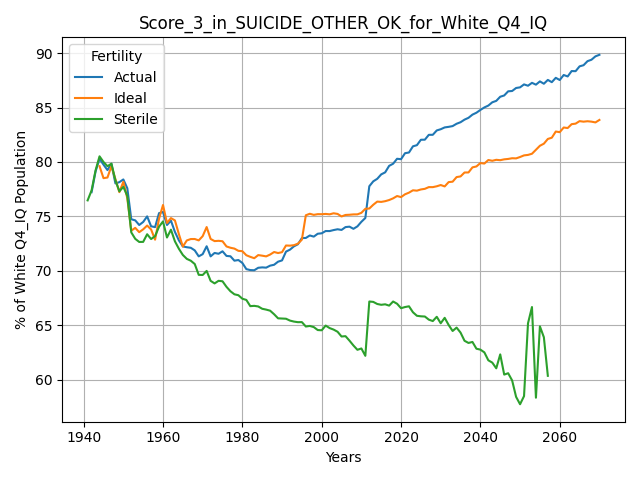 Score_3_in_SUICIDE_OTHER_OK_for_White_Q4_IQ
Fertility
Actual
Ideal
Sterile
% of White Q4_IQ Population
90
85
80
75
70
65
60
1940
1960
1980
2000
2020
2040
2060
Years